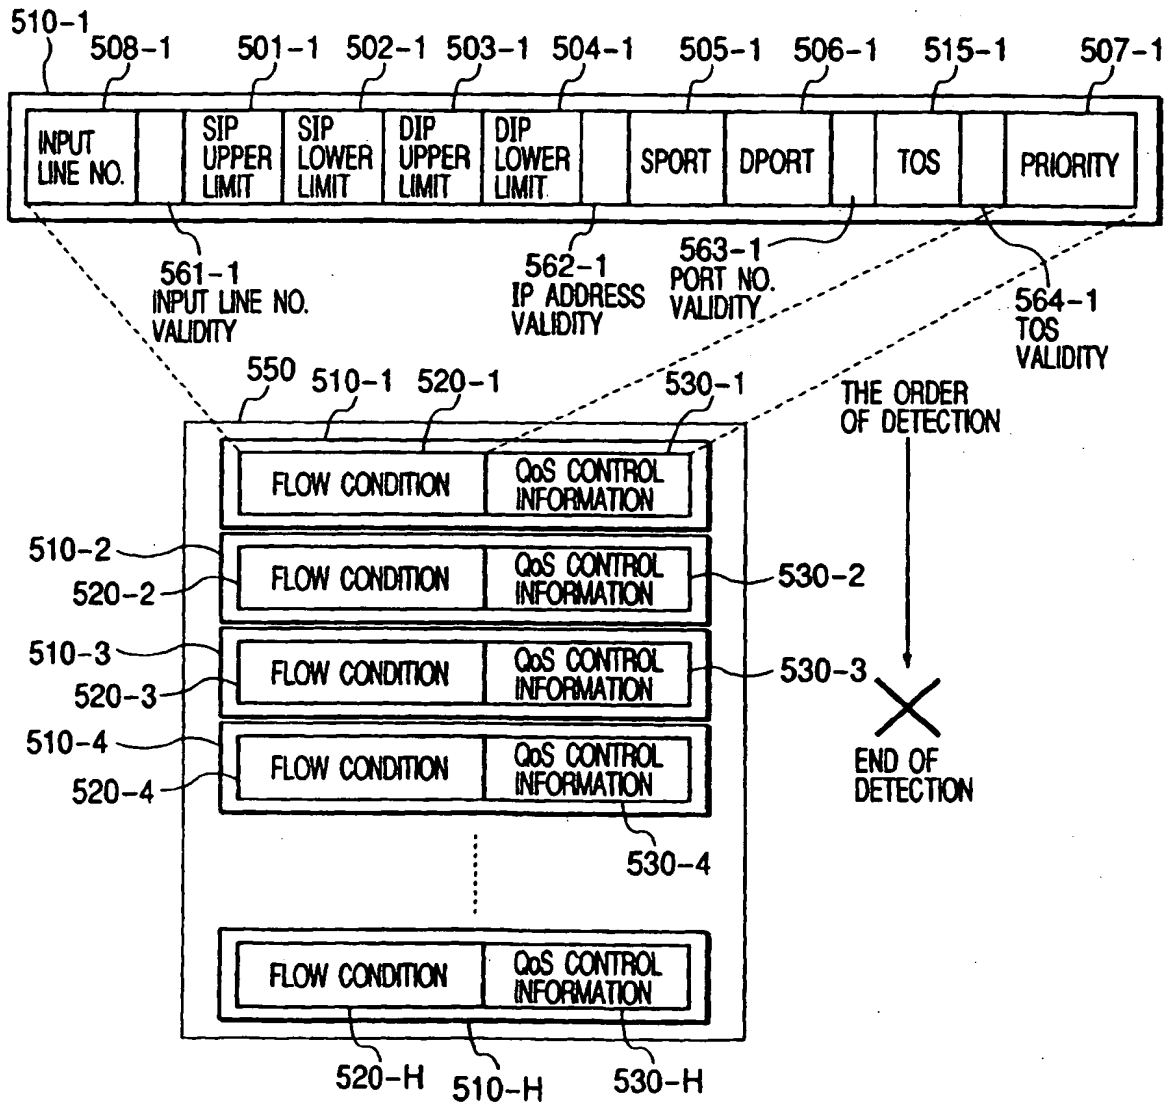 510-1
508-1 501-1 502-1 503-1 504-1 505-1 506-1 515-1 507-1
INPUT LINE NO.
SIP UPPER LIMIT
SIP LOWER LIMIT
DIP UPPER LIMIT
DIP LOWER LIMIT
SPORT
DPORT
TOS
PRIORITY
561-1
INPUT LINE NO.
VALIDITY
562-1
IP ADDRESS
VALIDITY
563-1
PORT NO.
VALIDITY
564-1
TOS
VALIDITY
550
510-1
520-1
530-1
THE ORDER
OF DETECTION
FLOW CONDITION
QoS CONTROL
INFORMATION
510-2
520-2
FLOW CONDITION
QoS CONTROL
INFORMATION
530-2
510-3
520-3
FLOW CONDITION
QoS CONTROL
INFORMATION
530-3
510-4
520-4
FLOW CONDITION
QoS CONTROL
INFORMATION
530-4
END OF
DETECTION
FLOW CONDITION
QoS CONTROL
INFORMATION
520-H
510-H
530-H